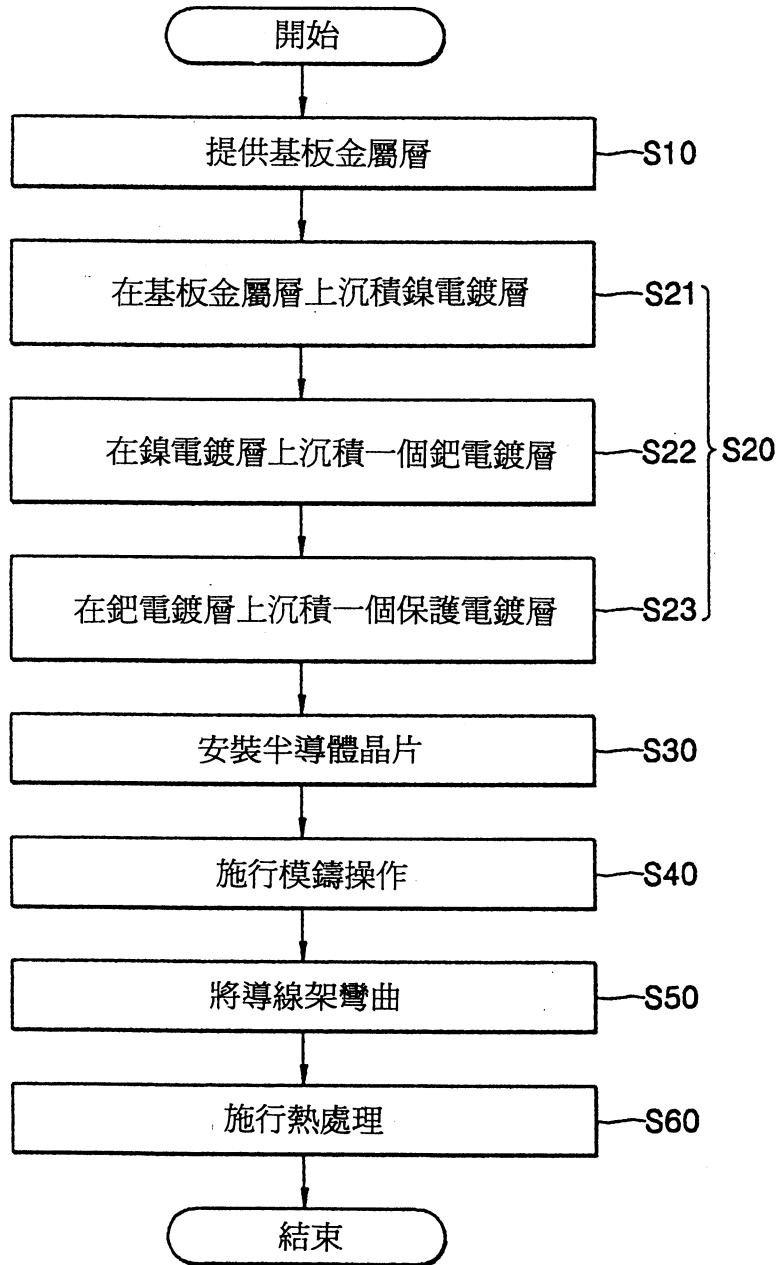 開始
提供基板金屬層
S10
在基板金屬層上沉積鎳電鍍層
S21
在鎳電鍍層上沉積一個鈀電鍍層
S22
S20
在鈀電鍍層上沉積一個保護電鍍層
S23
安裝半導體晶片
S30
施行模鑄操作
S40
將導線架彎曲
S50
施行熱處理
S60
結束